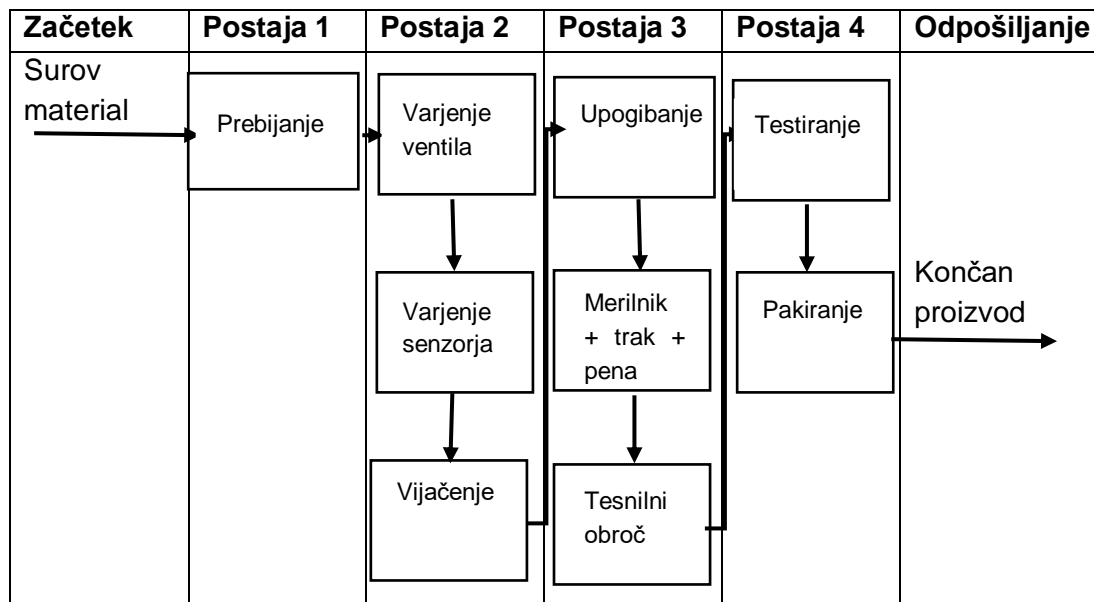 Začetek
Postaja 1
Postaja 2
Postaja 3
Postaja 4
Odpošiljanje
Surov
material
Prebijanje
Varjenje
ventila
Varjenje
senzorja
Vijačenje
Upogibanje
Merilnik
+ trak +
pena
Tesnilni
obroč
Testiranje
Pakiranje
Končan
proizvod